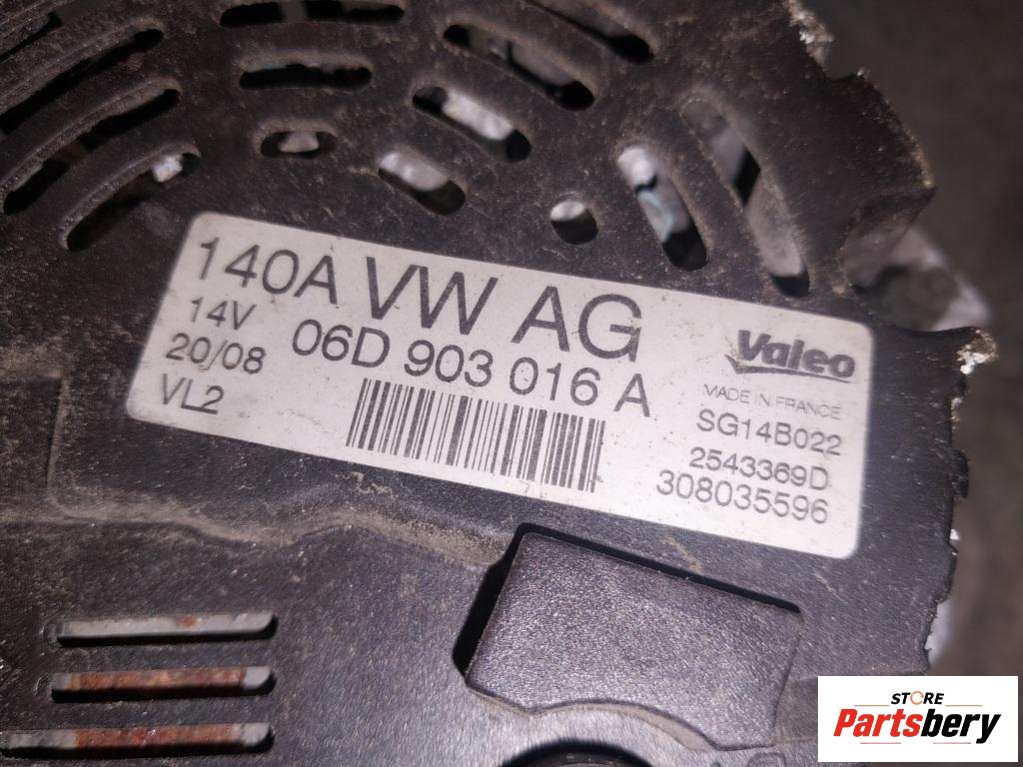 140A VW AG
14V 06D 903 016 A
20/08
VL2
Valeo
MADE IN FRANCE
SG14B022
2543369D
308035596
STORE
Partsbery